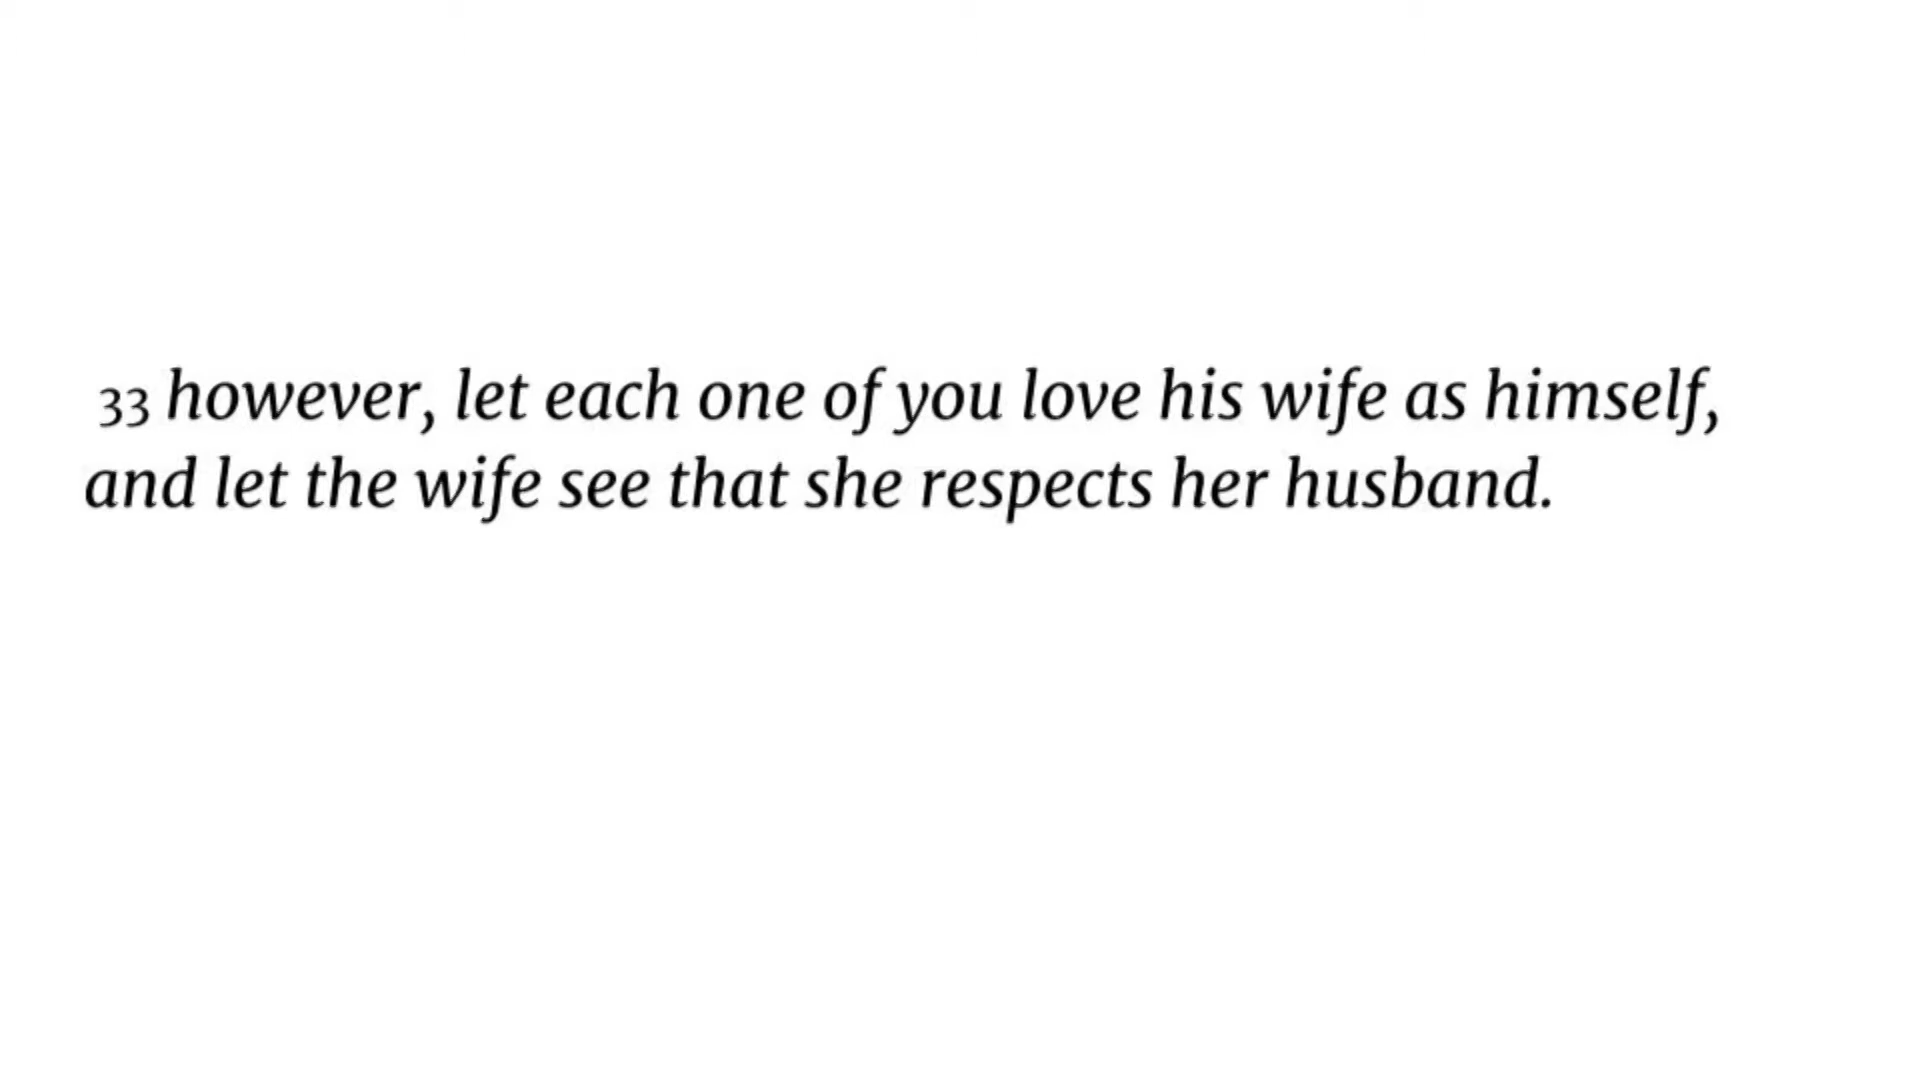 33 however, let each one of you love his wife as himself,
and let the wife see that she respects her husband.